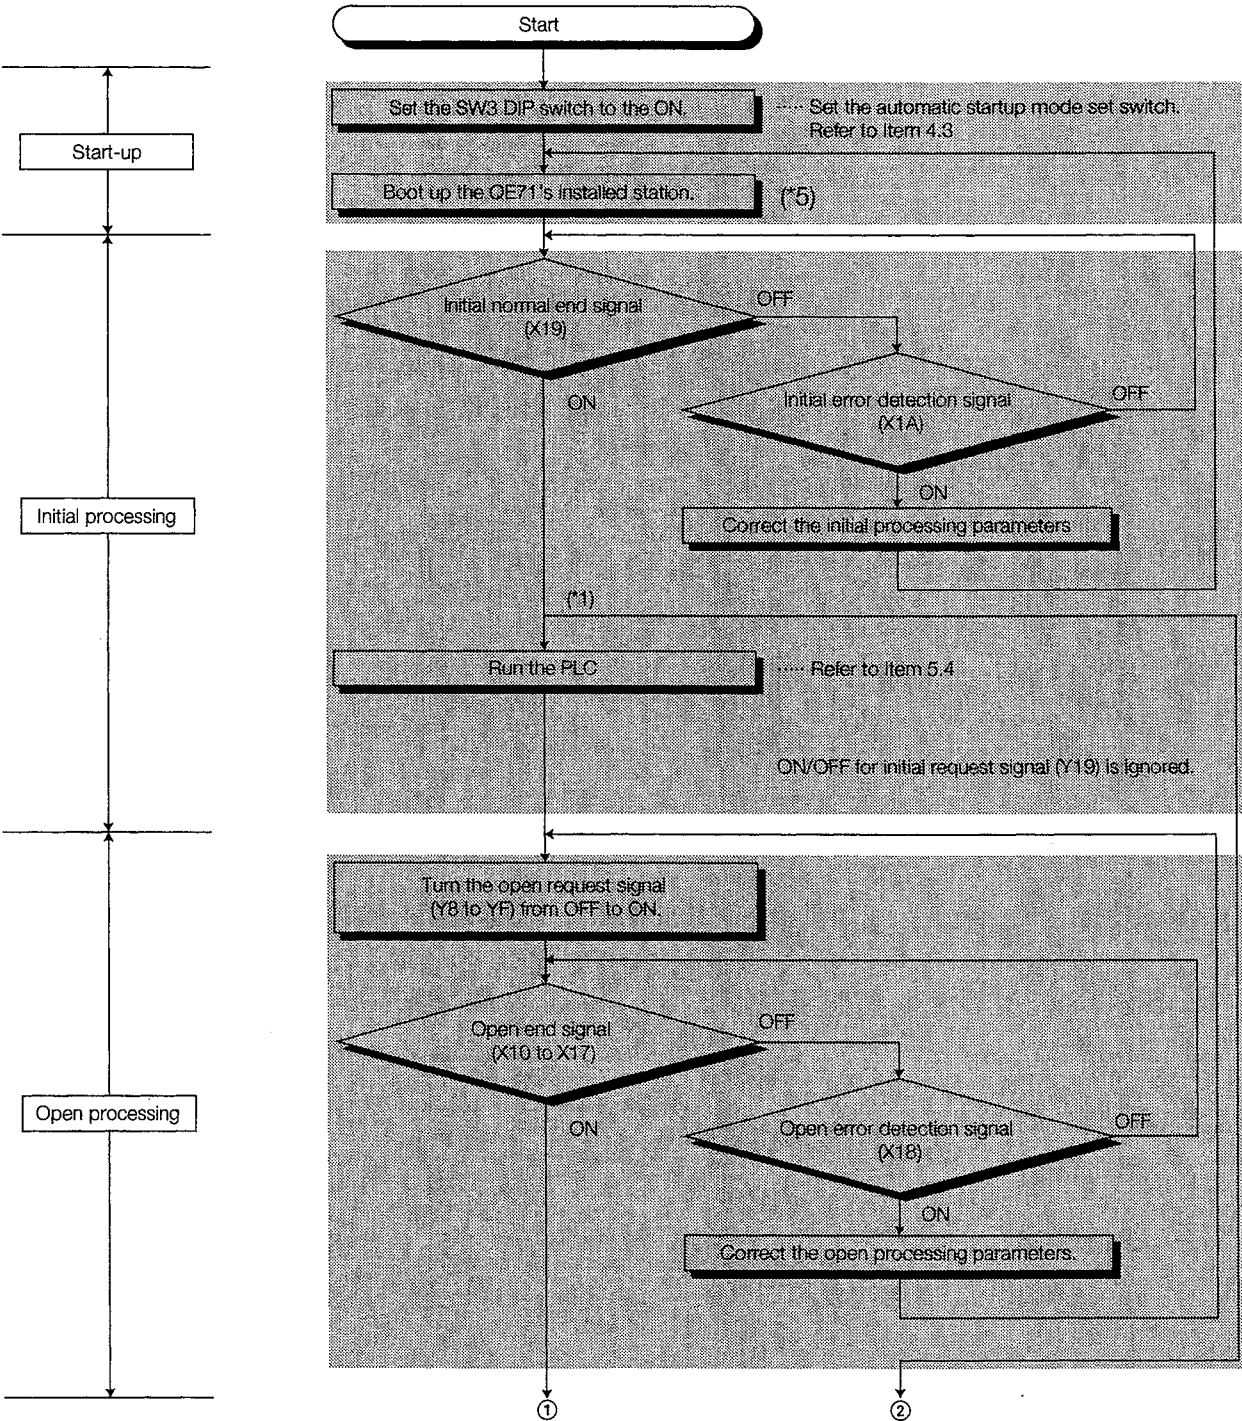 Start
Set the SW3 DIP switch to the ON.
····· Set the automatic startup mode set switch.
Refer to Item 4.3
Start-up
Boot up the QE71's installed station.
(*5)
Initial normal end signal
(X19)
OFF
ON
Initial error detection signal
(X1A)
OFF
ON
Initial processing
Correct the initial processing parameters
(*1)
Run the PLC
····· Refer to Item 5.4
ON/OFF for initial request signal (Y19) is ignored.
Turn the open request signal
(Y8 to YF) from OFF to ON.
Open end signal
(X10 to X17)
OFF
ON
Open processing
Open error detection signal
(X18)
OFF
ON
Correct the open processing parameters.
①
②